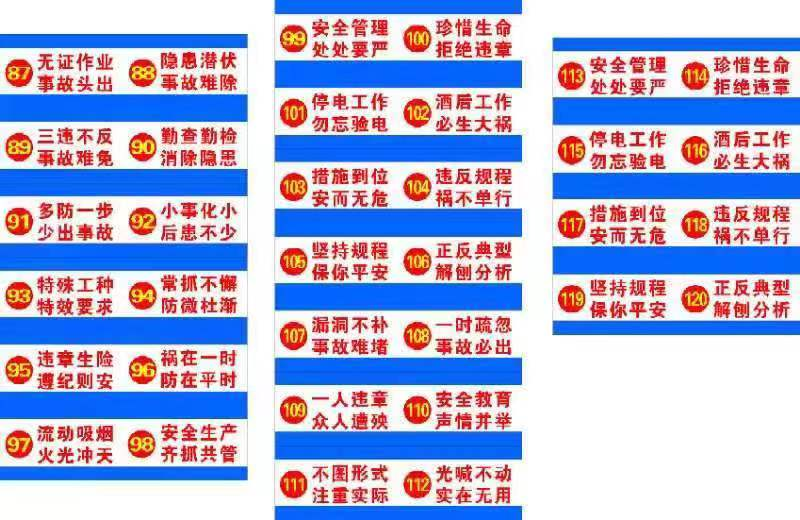 87 无证作业 事故头出
88 隐患潜伏 事故难除
89 三违不反 事故难免
90 勤查勤检 消除隐思
91 多防一步 少出事故
92 小事化小 后患不少
93 特殊工种 特效要求
94 常抓不懈 防微杜渐
95 违章生险 遵纪则安
96 祸在一时 防在平时
97 流动吸烟 火光冲天
98 安全生产 齐抓共管
99 安全管理 处处要严
100 珍惜生命 拒绝违章
101 停电工作 勿忘验电
102 酒后工作 必生大祸
103 措施到位 安而无危
104 违反规程 祸不单行
105 坚持规程 保你平安
106 正反典型 解刨分析
107 漏洞不补 事故难堵
108 一时疏忽 事故必出
109 一人违章 众人遭殃
110 安全教育 声情并举
111 不图形式 注重实际
112 光喊不动 实在无用
113 安全管理 处处要严
114 珍惜生命 拒绝违章
115 停电工作 勿忘验电
116 酒后工作 必生大祸
117 措施到位 安而无危
118 违反规程 祸不单行
119 坚持规程 保你平安
120 正反典型 解刨分析